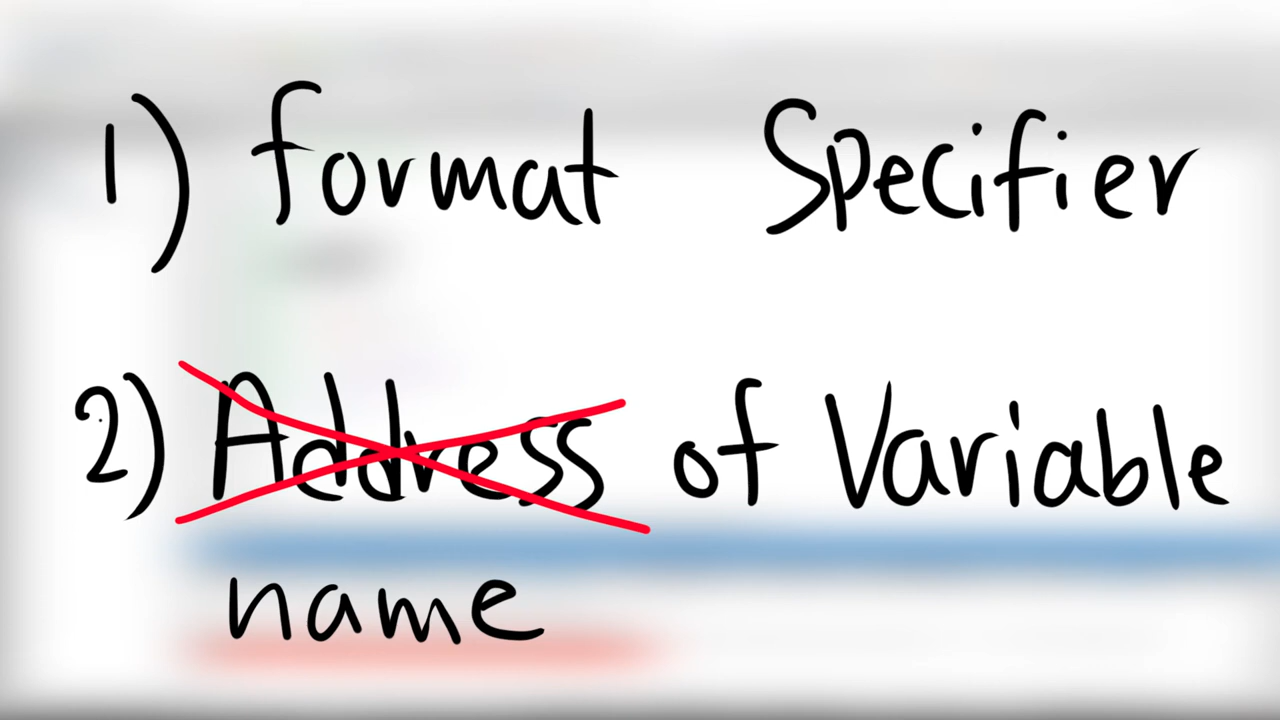 1) format Specifier
2) Address of Variable
name